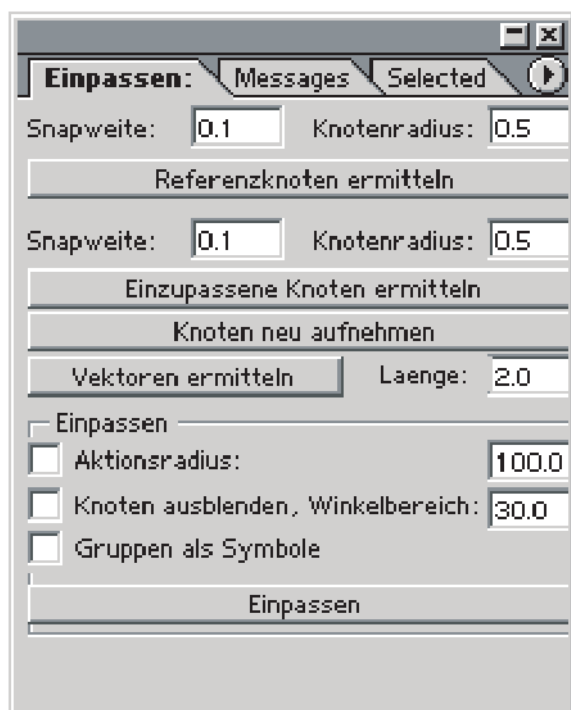 Einpassen: Messages Selected
Snapweite: 0.1 Knotenradius: 0.5
Referenzknoten ermitteln
Snapweite: 0.1 Knotenradius: 0.5
Einzupassene Knoten ermitteln
Knoten neu aufnehmen
Vektoren ermitteln Laenge: 2.0
Einpassen
Aktionsradius: 100.0
Knoten ausblenden, Winkelbereich: 30.0
Gruppen als Symbole
Einpassen